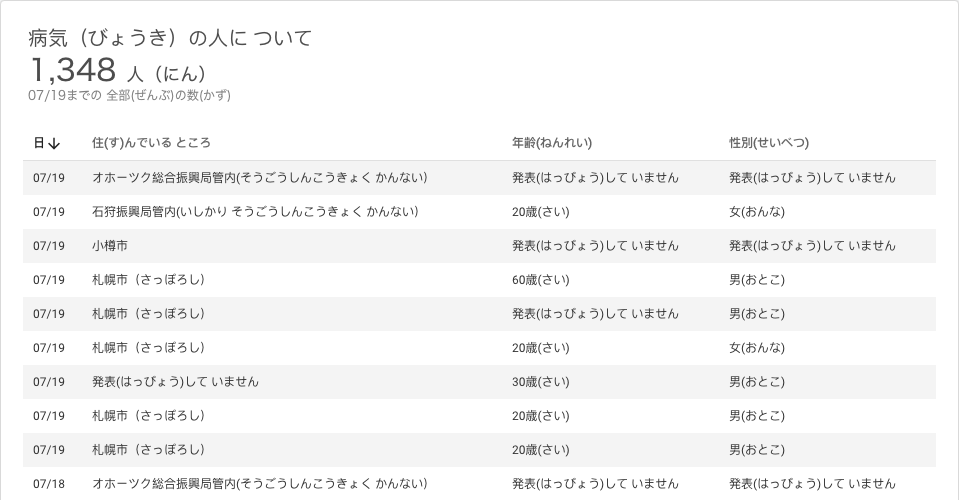 病気（びょうき）の人に ついて
1,348 人（にん）
07/19までの 全部(ぜんぶ)の数(かず)
日↓ 住(す)んでいる ところ 年齢(ねんれい) 性別(せいべつ)
07/19 オホーツク総合振興局管内(そうごうしんこうきょく かんない） 発表(はっぴょう)して いません 発表(はっぴょう)して いません
07/19 石狩振興局管内(いしかり そうごうしんこうきょく かんない） 20歳(さい) 女(おんな)
07/19 小樽市 発表(はっぴょう)して いません 発表(はっぴょう)して いません
07/19 札幌市（さっぽろし） 60歳(さい) 男(おとこ)
07/19 札幌市（さっぽろし） 発表(はっぴょう)して いません 男(おとこ)
07/19 札幌市（さっぽろし） 20歳(さい) 女(おんな)
07/19 発表(はっぴょう)して いません 30歳(さい) 男(おとこ)
07/19 札幌市（さっぽろし） 20歳(さい) 男(おとこ)
07/19 札幌市（さっぽろし） 20歳(さい) 男(おとこ)
07/18 オホーツク総合振興局管内(そうごうしんこうきょく かんない） 発表(はっぴょう)して いません 発表(はっぴょう)して いません